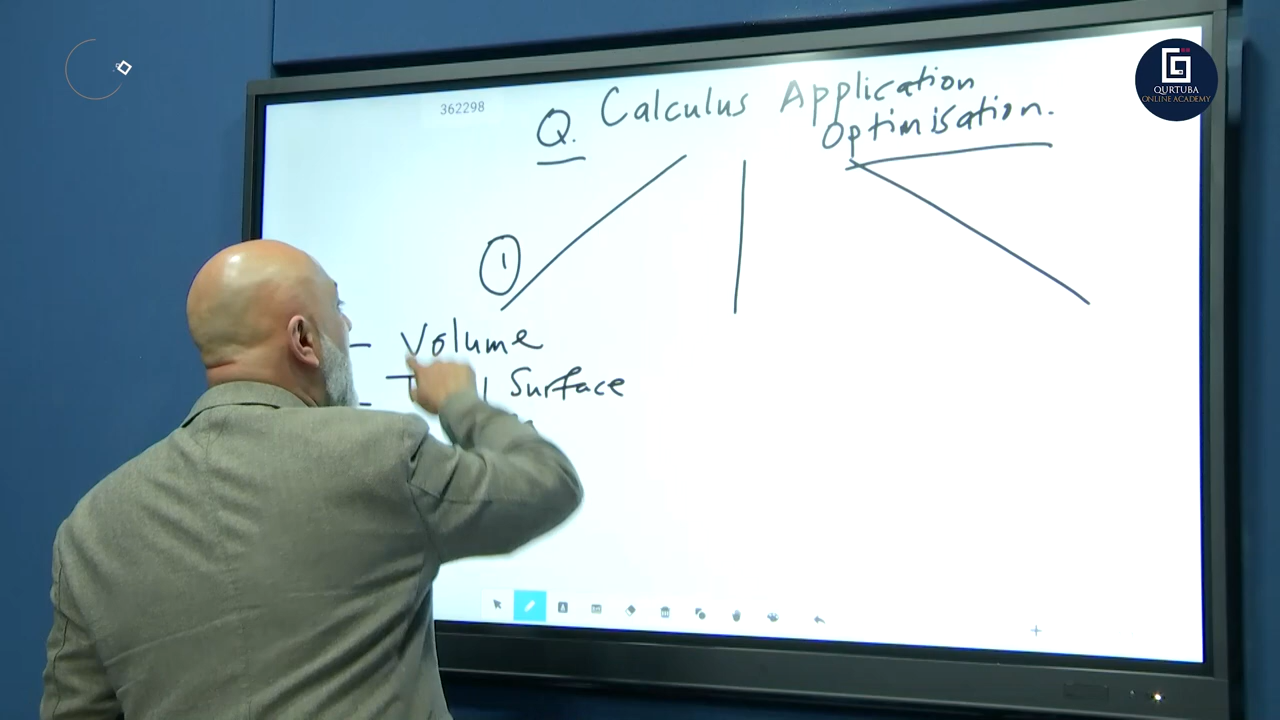 362298
Q. Calculus Application
Optimisation.
1
- Volume
- Surface
QURTUBA
ONLINE ACADEMY